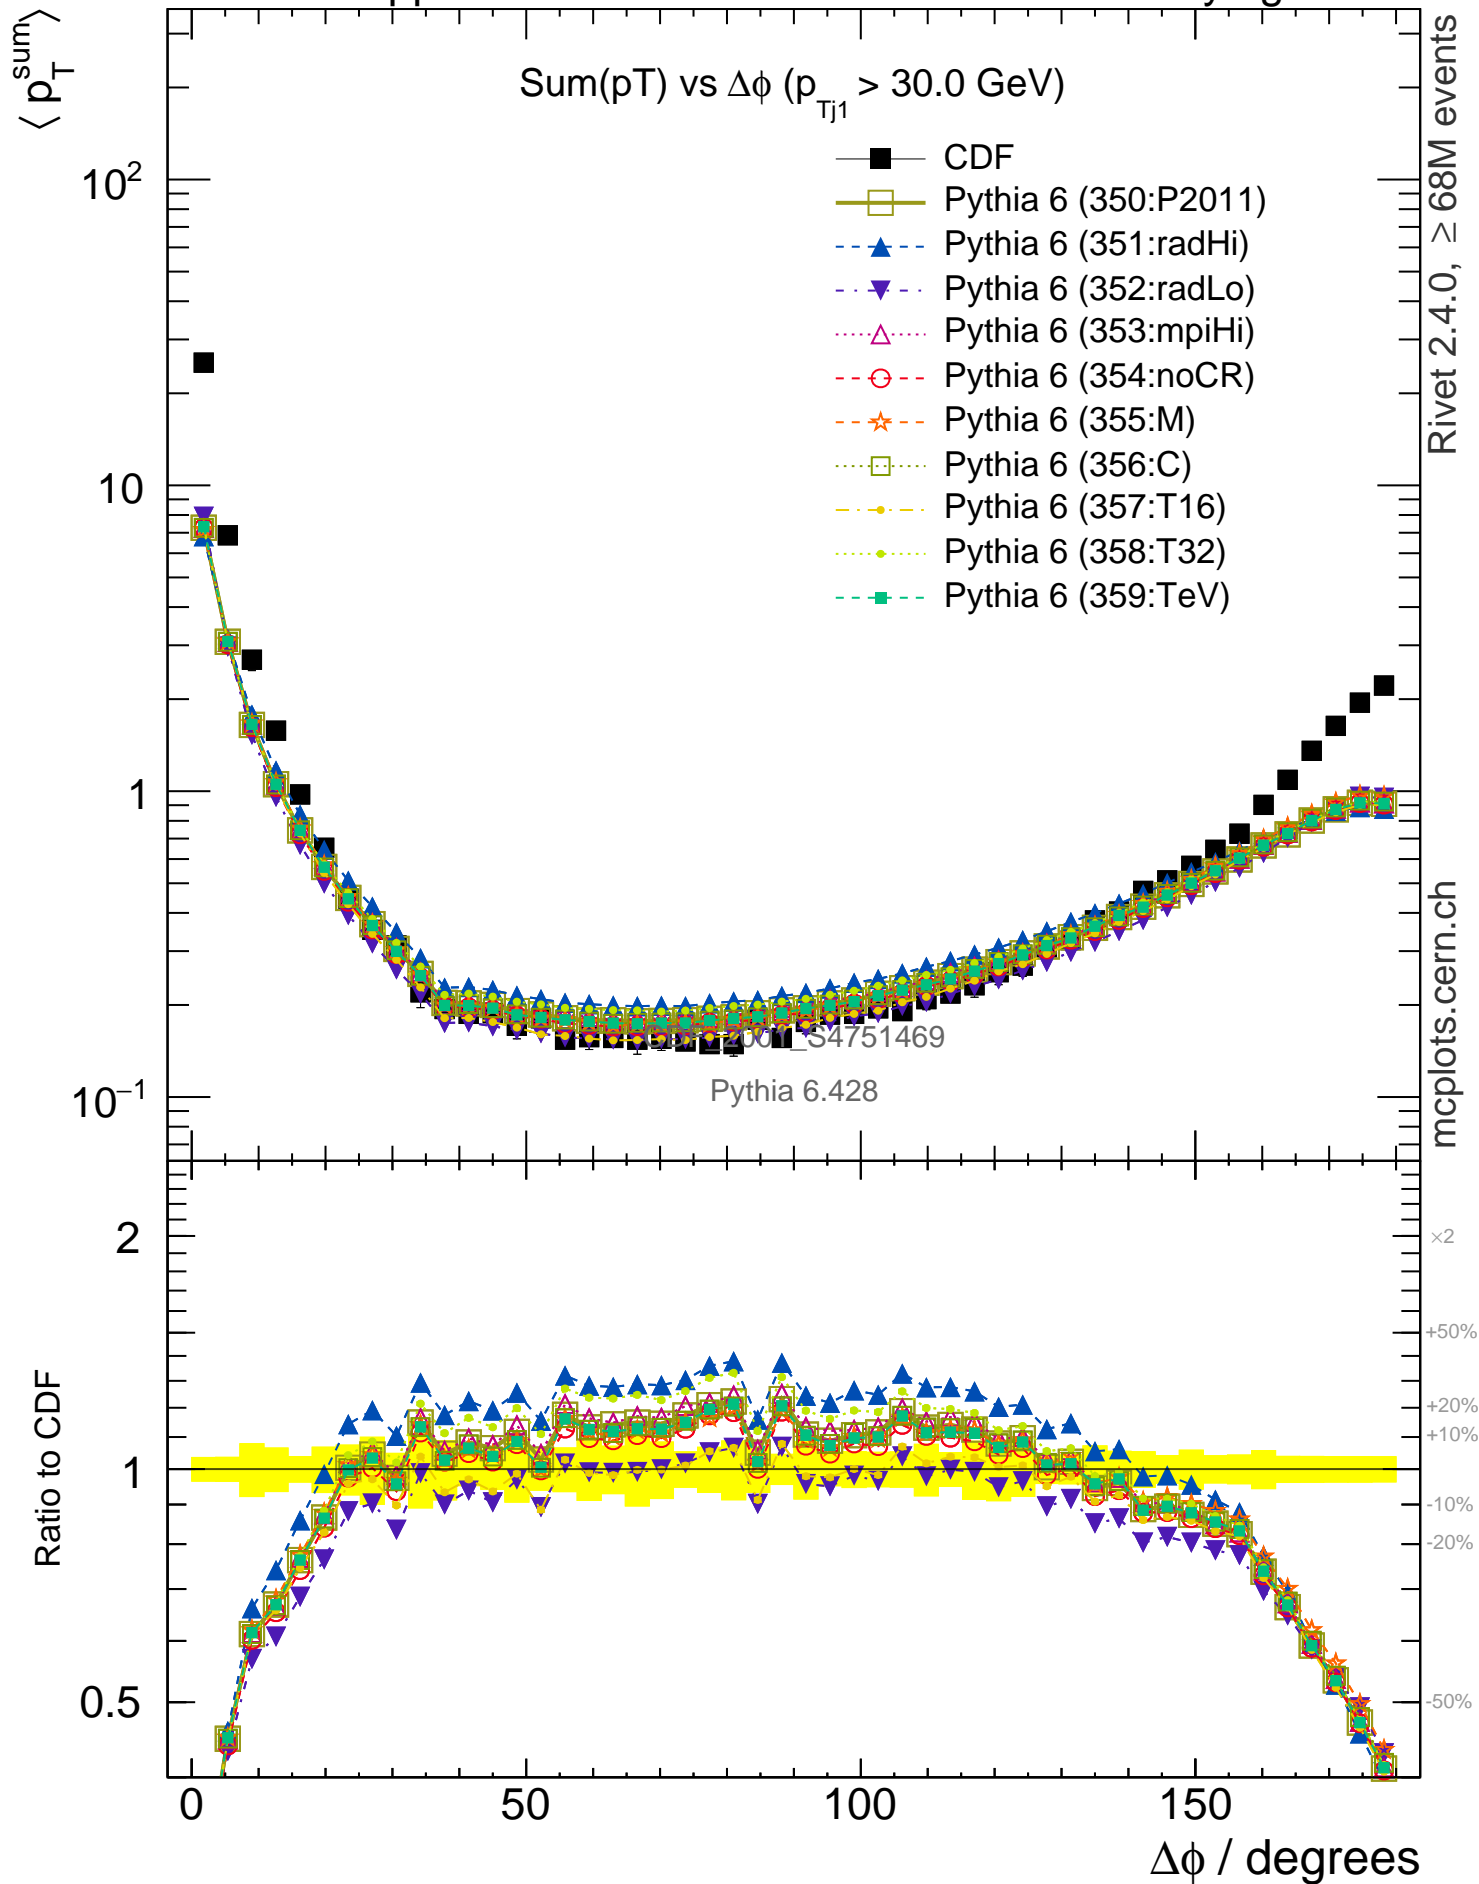 ⟨ p_T^sum ⟩
Sum(pT) vs Δϕ (p_Tj1 > 30.0 GeV)
CDF
Pythia 6 (350:P2011)
Pythia 6 (351:radHi)
Pythia 6 (352:radLo)
Pythia 6 (353:mpiHi)
Pythia 6 (354:noCR)
Pythia 6 (355:M)
Pythia 6 (356:C)
Pythia 6 (357:T16)
Pythia 6 (358:T32)
Pythia 6 (359:TeV)
10^2
10
1
10^−1
Pythia 6.428
Rivet 2.4.0, ≥ 68M events
mcplots.cern.ch
Ratio to CDF
2
1
0.5
×2
+50%
+20%
+10%
-10%
-20%
-50%
0
50
100
150
Δϕ / degrees